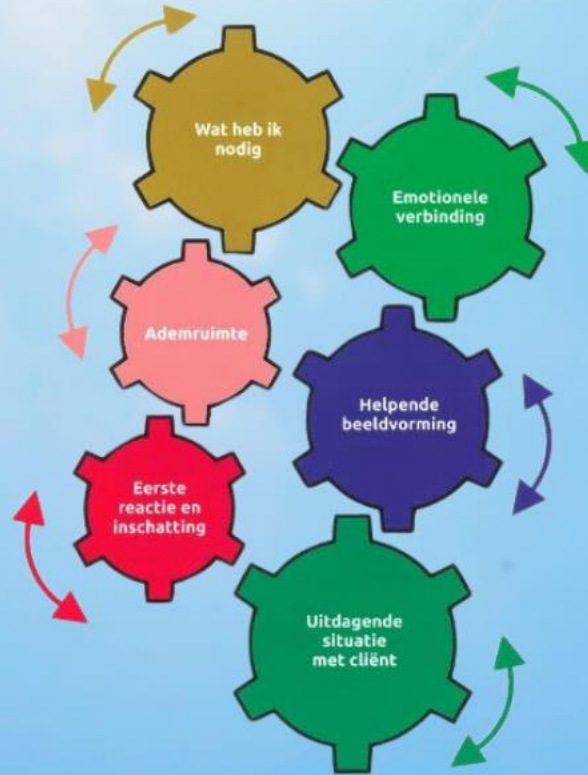 Wat heb ik
nodig
Emotionele
verbinding
Ademruimte
Helpende
beeldvorming
Eerste
reactie en
inschatting
Uitdagende
situatie
met cliënt